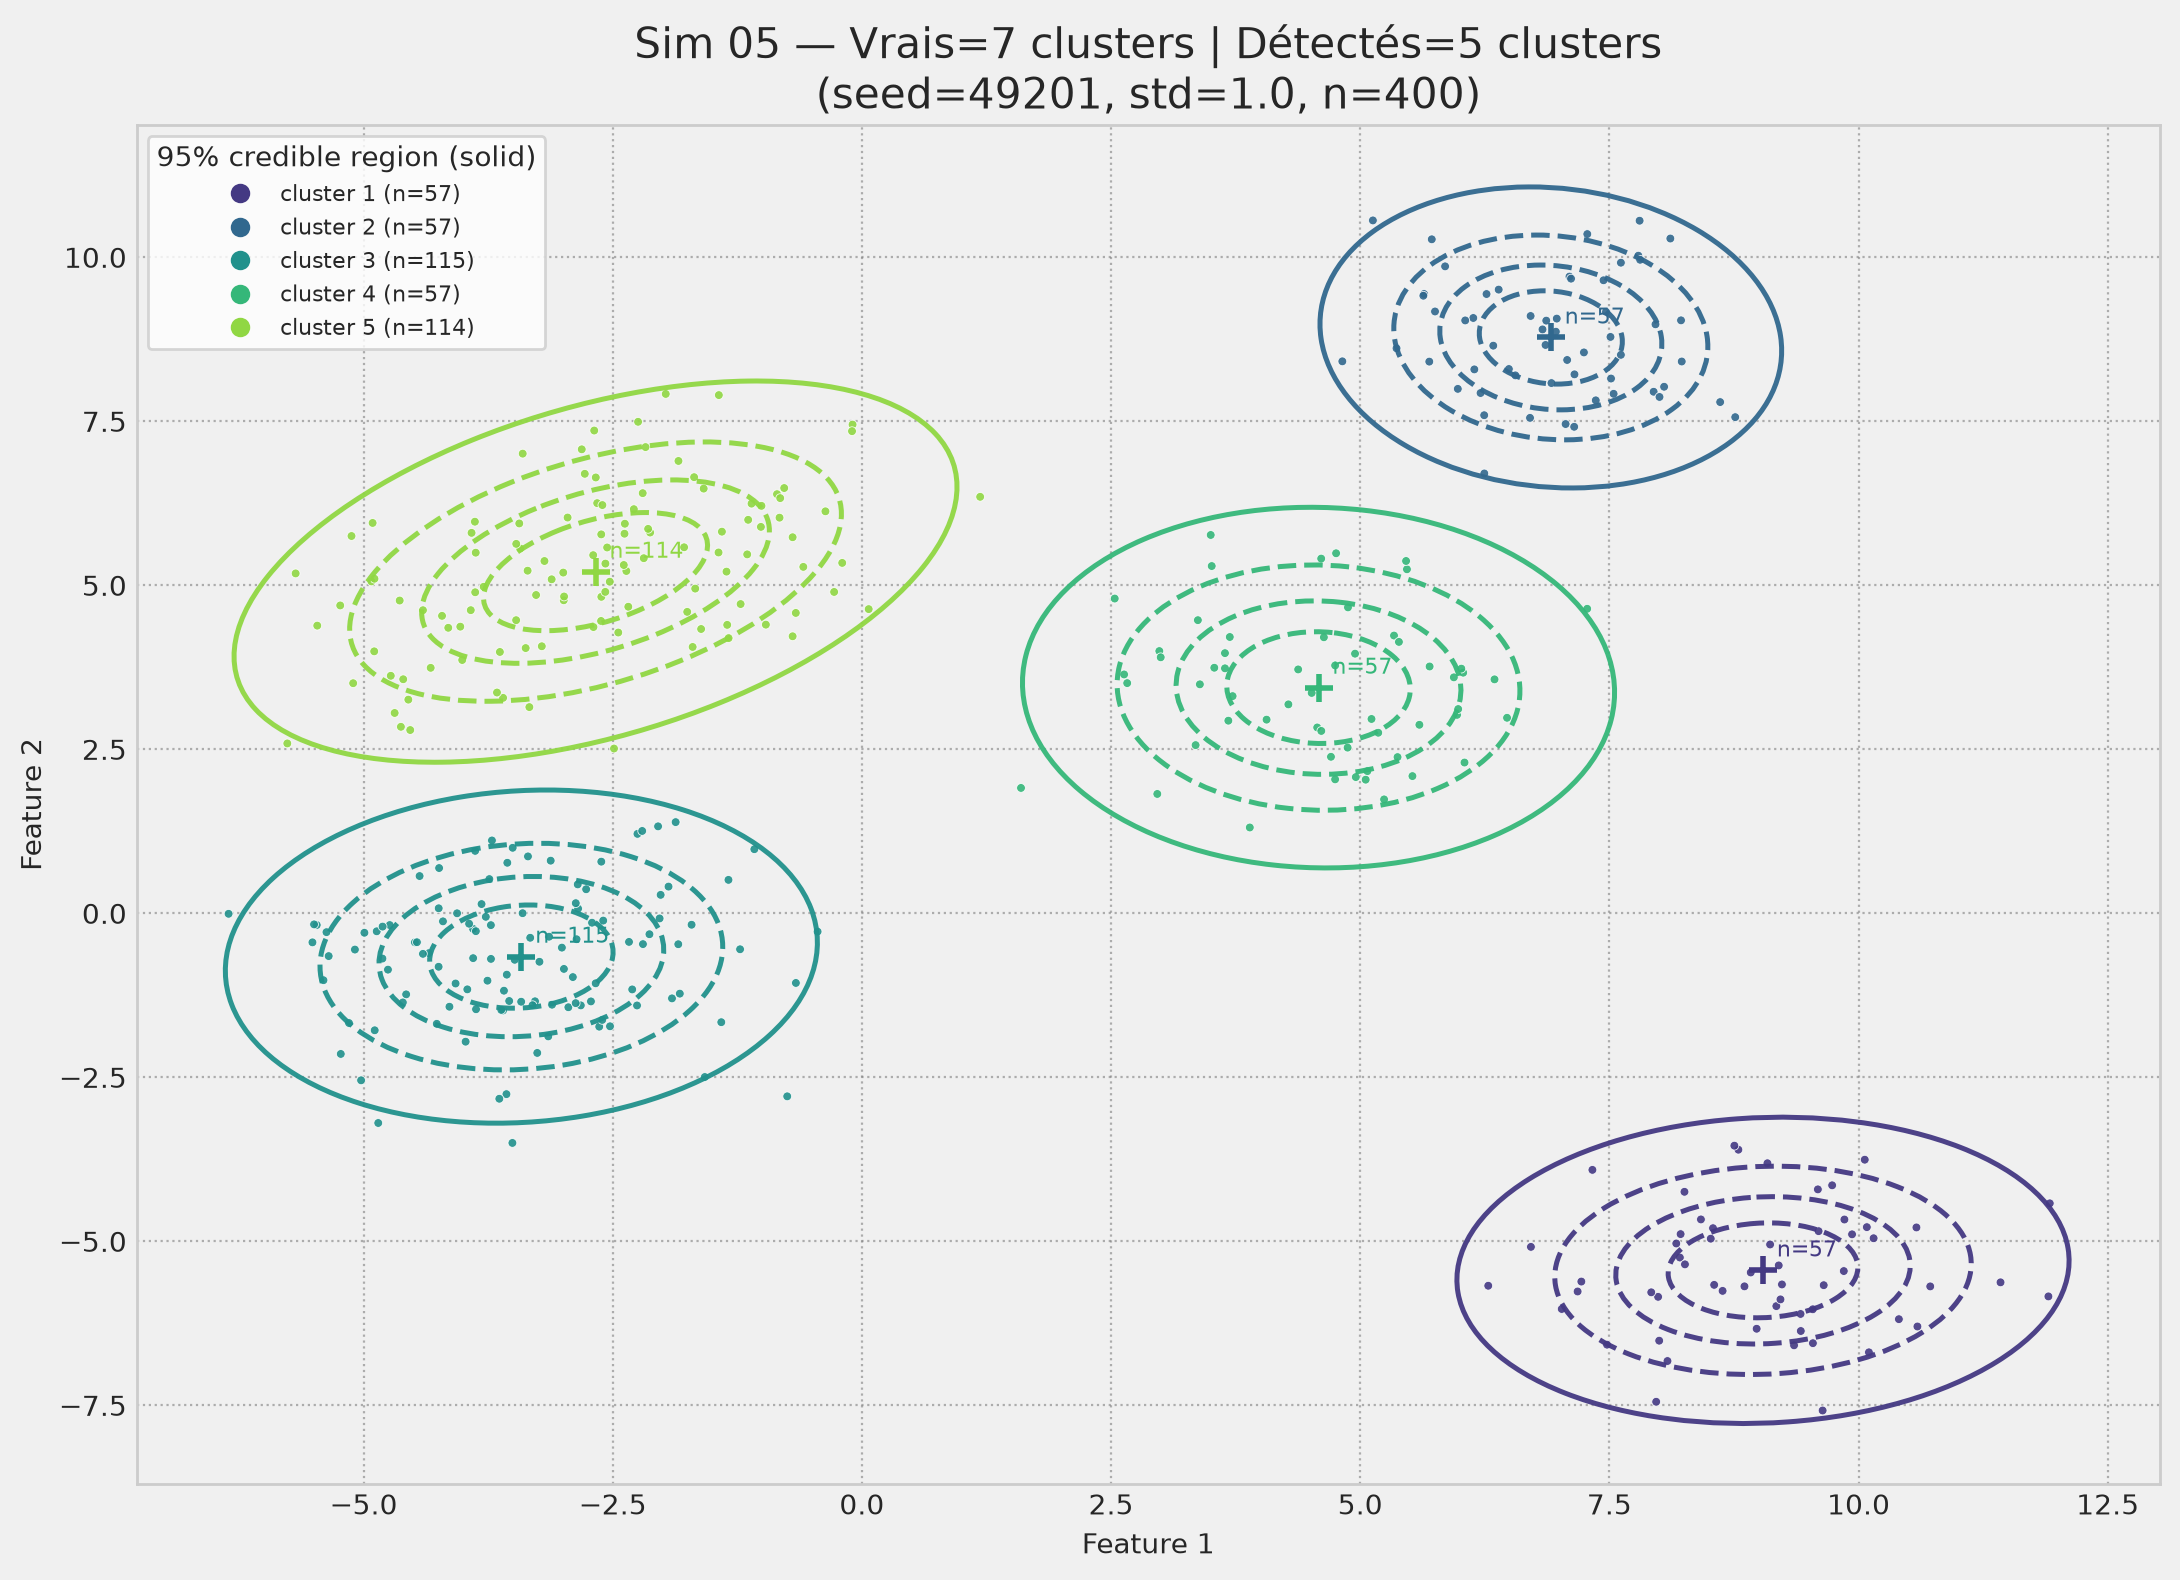 Sim 05 — Vrais=7 clusters | Détectés=5 clusters
(seed=49201, std=1.0, n=400)
95% credible region (solid)
cluster 1 (n=57)
cluster 2 (n=57)
cluster 3 (n=115)
cluster 4 (n=57)
cluster 5 (n=114)
10.0
7.5
5.0
2.5
0.0
−2.5
−5.0
−7.5
Feature 2
n=57
n=114
n=57
n=115
n=57
−5.0
−2.5
0.0
2.5
5.0
7.5
10.0
12.5
Feature 1